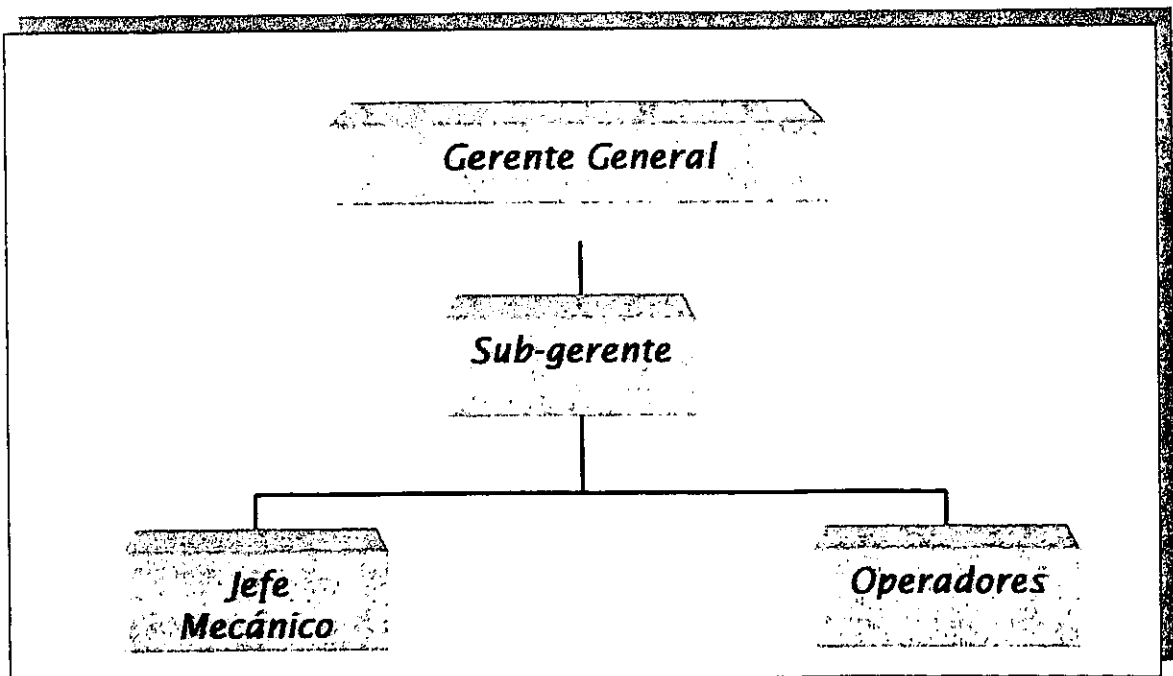 Gerente General
Sub-gerente
Jefe
Mecánico
Operadores